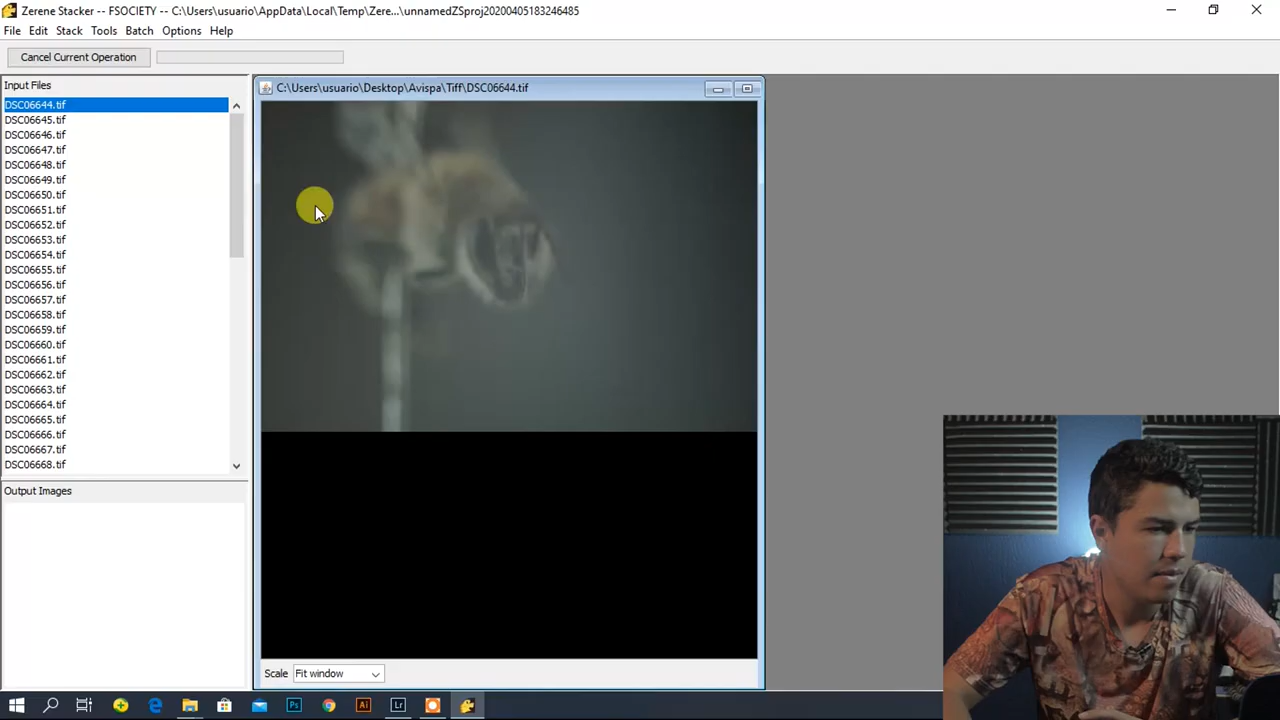 Zerene Stacker -- FSOCIETY -- C:\Users\usuario\AppData\Local\Temp\Zere...\unnamedZSproj20200405183246485
File Edit Stack Tools Batch Options Help
Cancel Current Operation
Input Files
DSC06644.tif
DSC06645.tif
DSC06646.tif
DSC06647.tif
DSC06648.tif
DSC06649.tif
DSC06650.tif
DSC06651.tif
DSC06652.tif
DSC06653.tif
DSC06654.tif
DSC06655.tif
DSC06656.tif
DSC06657.tif
DSC06658.tif
DSC06659.tif
DSC06660.tif
DSC06661.tif
DSC06662.tif
DSC06663.tif
DSC06664.tif
DSC06665.tif
DSC06666.tif
DSC06667.tif
DSC06668.tif
Output Images
C:\Users\usuario\Desktop\Avispa\Tiff\DSC06644.tif
Scale Fit window
Ps Ai Lr